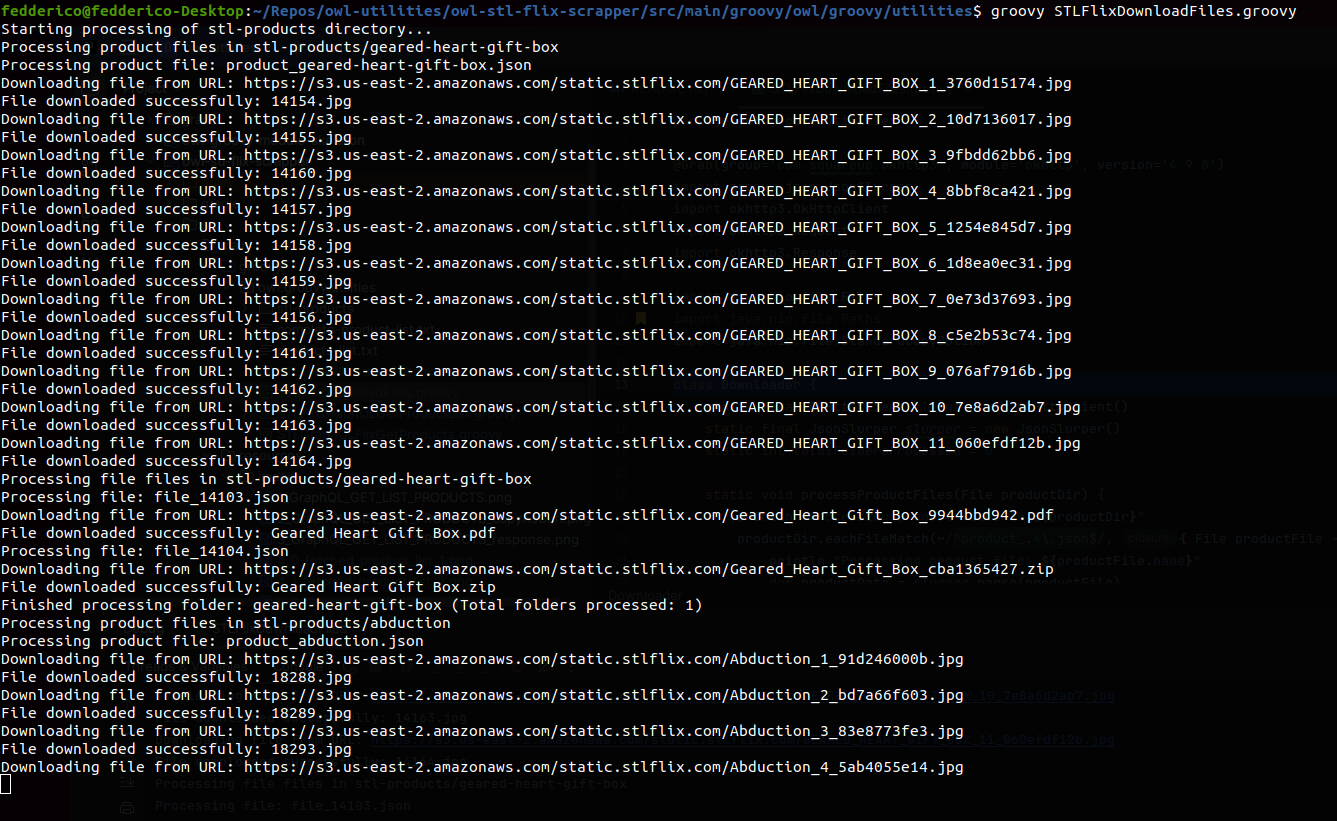 fedderico@fedderico-Desktop:~/Repos/owl-utilities/owl-stl-flix-scrapper/src/main/groovy/owl/groovy/utilities$ groovy STLFlixDownloadFiles.groovy
Starting processing of stl-products directory...
Processing product files in stl-products/geared-heart-gift-box
Processing product file: product_geared-heart-gift-box.json
Downloading file from URL: https://s3.us-east-2.amazonaws.com/static.stlflix.com/GEARED_HEART_GIFT_BOX_1_3760d15174.jpg
File downloaded successfully: 14154.jpg
Downloading file from URL: https://s3.us-east-2.amazonaws.com/static.stlflix.com/GEARED_HEART_GIFT_BOX_2_10d7136017.jpg
File downloaded successfully: 14155.jpg
Downloading file from URL: https://s3.us-east-2.amazonaws.com/static.stlflix.com/GEARED_HEART_GIFT_BOX_3_9fbdd62bb6.jpg
File downloaded successfully: 14160.jpg
Downloading file from URL: https://s3.us-east-2.amazonaws.com/static.stlflix.com/GEARED_HEART_GIFT_BOX_4_8bbf8ca421.jpg
File downloaded successfully: 14157.jpg
Downloading file from URL: https://s3.us-east-2.amazonaws.com/static.stlflix.com/GEARED_HEART_GIFT_BOX_5_1254e845d7.jpg
File downloaded successfully: 14158.jpg
Downloading file from URL: https://s3.us-east-2.amazonaws.com/static.stlflix.com/GEARED_HEART_GIFT_BOX_6_1d8ea0ec31.jpg
File downloaded successfully: 14159.jpg
Downloading file from URL: https://s3.us-east-2.amazonaws.com/static.stlflix.com/GEARED_HEART_GIFT_BOX_7_0e73d37693.jpg
File downloaded successfully: 14156.jpg
Downloading file from URL: https://s3.us-east-2.amazonaws.com/static.stlflix.com/GEARED_HEART_GIFT_BOX_8_c5e2b53c74.jpg
File downloaded successfully: 14161.jpg
Downloading file from URL: https://s3.us-east-2.amazonaws.com/static.stlflix.com/GEARED_HEART_GIFT_BOX_9_076af7916b.jpg
File downloaded successfully: 14162.jpg
Downloading file from URL: https://s3.us-east-2.amazonaws.com/static.stlflix.com/GEARED_HEART_GIFT_BOX_10_7e8a6d2ab7.jpg
File downloaded successfully: 14163.jpg
Downloading file from URL: https://s3.us-east-2.amazonaws.com/static.stlflix.com/GEARED_HEART_GIFT_BOX_11_060efdf12b.jpg
File downloaded successfully: 14164.jpg
Processing file files in stl-products/geared-heart-gift-box
Processing file: file_14103.json
Downloading file from URL: https://s3.us-east-2.amazonaws.com/static.stlflix.com/Geared_Heart_Gift_Box_9944bbd942.pdf
File downloaded successfully: Geared Heart Gift Box.pdf
Processing file: file_14104.json
Downloading file from URL: https://s3.us-east-2.amazonaws.com/static.stlflix.com/Geared_Heart_Gift_Box_cba1365427.zip
File downloaded successfully: Geared Heart Gift Box.zip
Finished processing folder: geared-heart-gift-box (Total folders processed: 1)
Processing product files in stl-products/abduction
Processing product file: product_abduction.json
Downloading file from URL: https://s3.us-east-2.amazonaws.com/static.stlflix.com/Abduction_1_91d246000b.jpg
File downloaded successfully: 18288.jpg
Downloading file from URL: https://s3.us-east-2.amazonaws.com/static.stlflix.com/Abduction_2_bd7a66f603.jpg
File downloaded successfully: 18289.jpg
Downloading file from URL: https://s3.us-east-2.amazonaws.com/static.stlflix.com/Abduction_3_83e8773fe3.jpg
File downloaded successfully: 18293.jpg
Downloading file from URL: https://s3.us-east-2.amazonaws.com/static.stlflix.com/Abduction_4_5ab4055e14.jpg
Processing file files in stl-products/geared-heart-gift-box
Processing file: file_14103.json